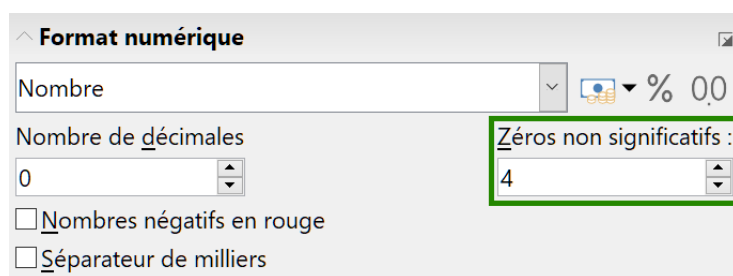 Format numérique
Nombre % 0,0
Nombre de décimales Zéros non significatifs :
0 4
Nombres négatifs en rouge
Séparateur de milliers